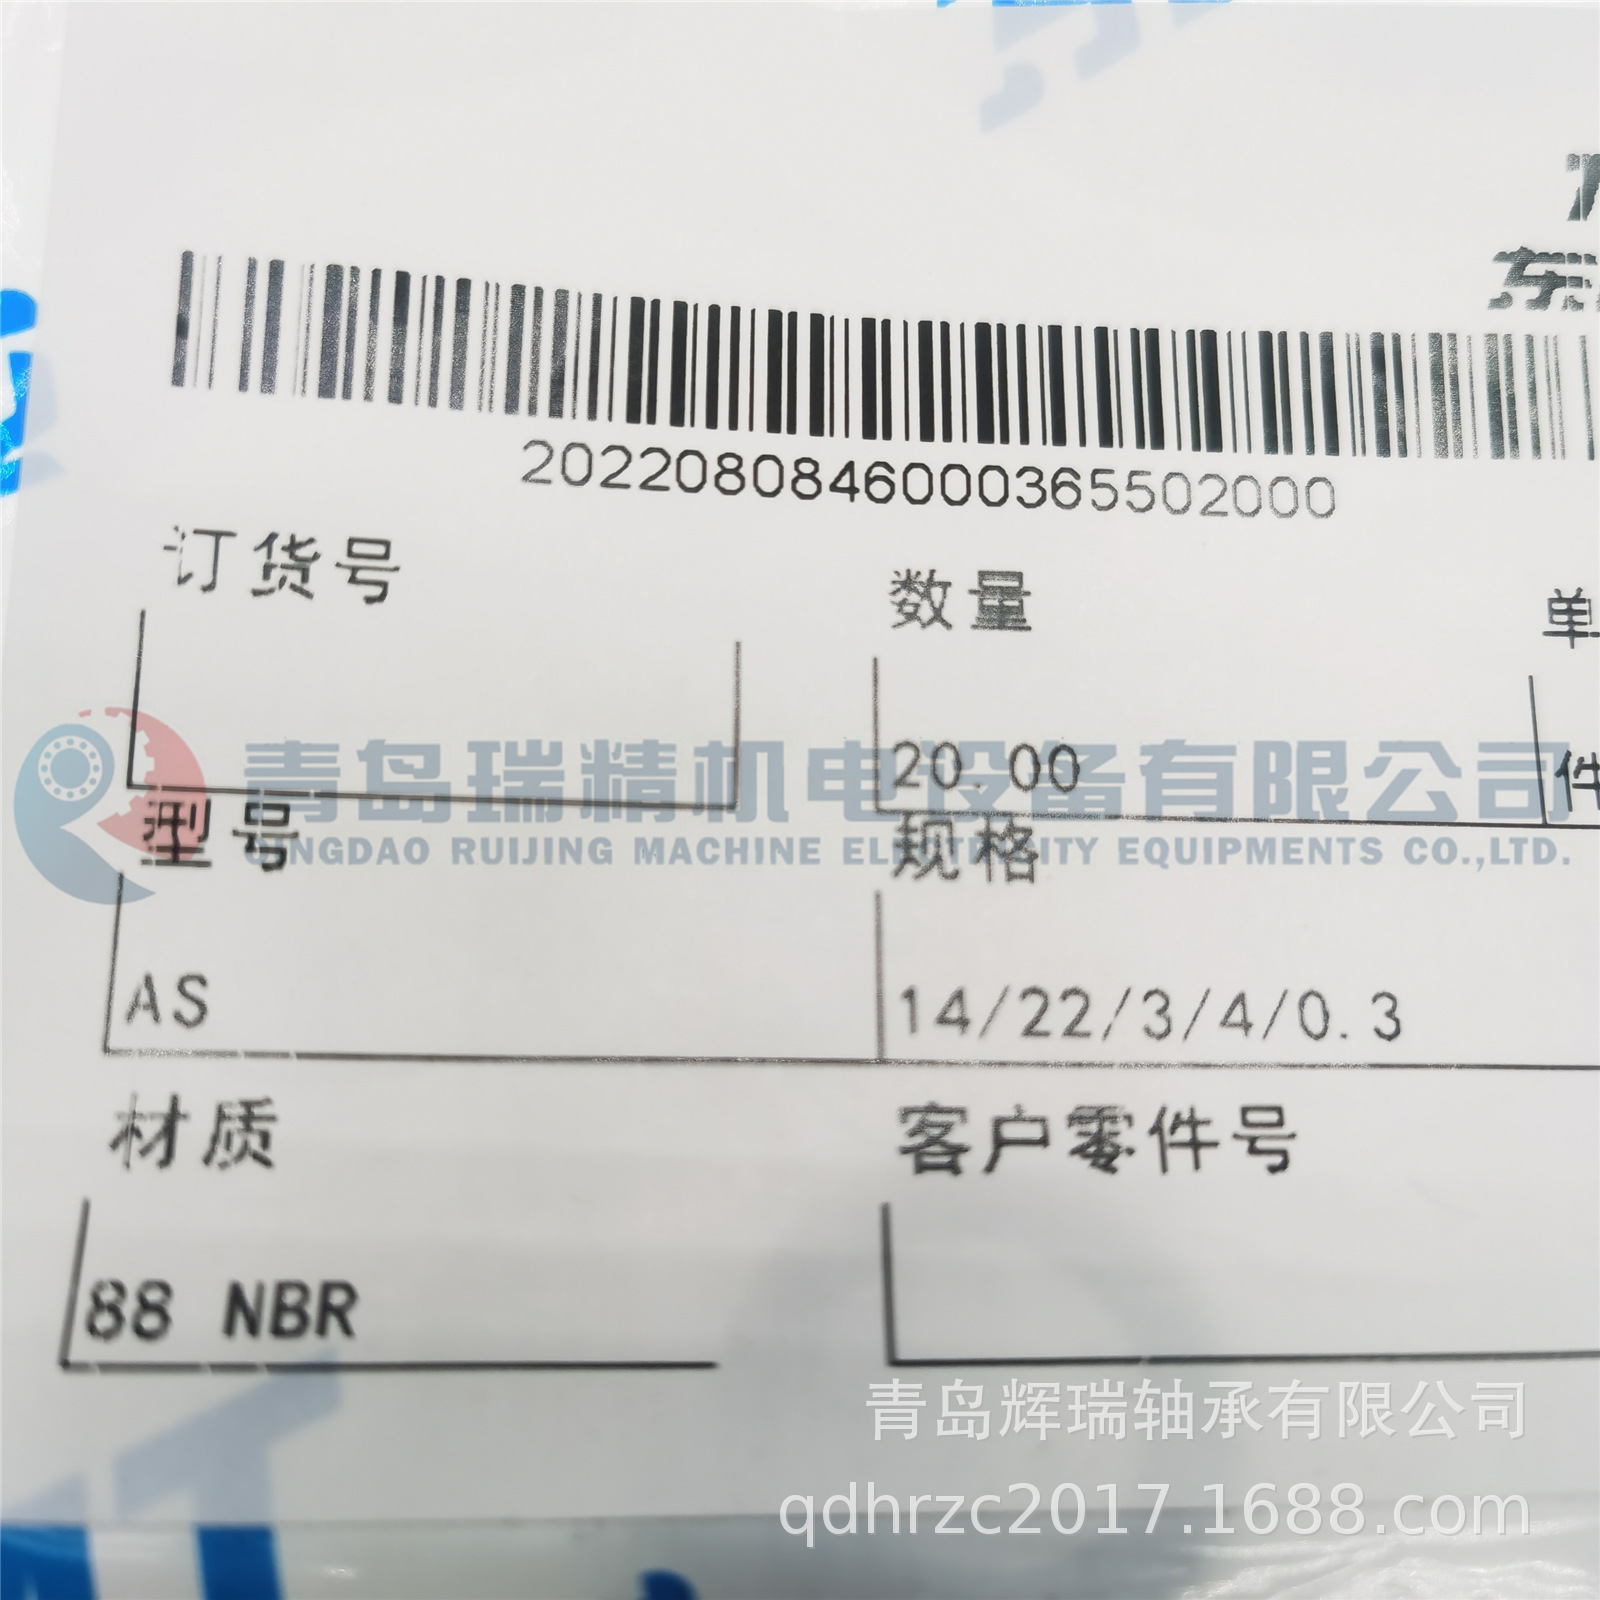 东
2022080846000365502000
订货号
数量
单
20.00
件
青岛瑞精机电设备有限公司
QINGDAO RUIJING MACHINE ELECTRICITY EQUIPMENTS CO.,LTD.
型号
规格
AS
14/22/3/4/0.3
材质
客户零件号
88 NBR
青岛辉瑞轴承有限公司
qdhrzc2017.1688.com